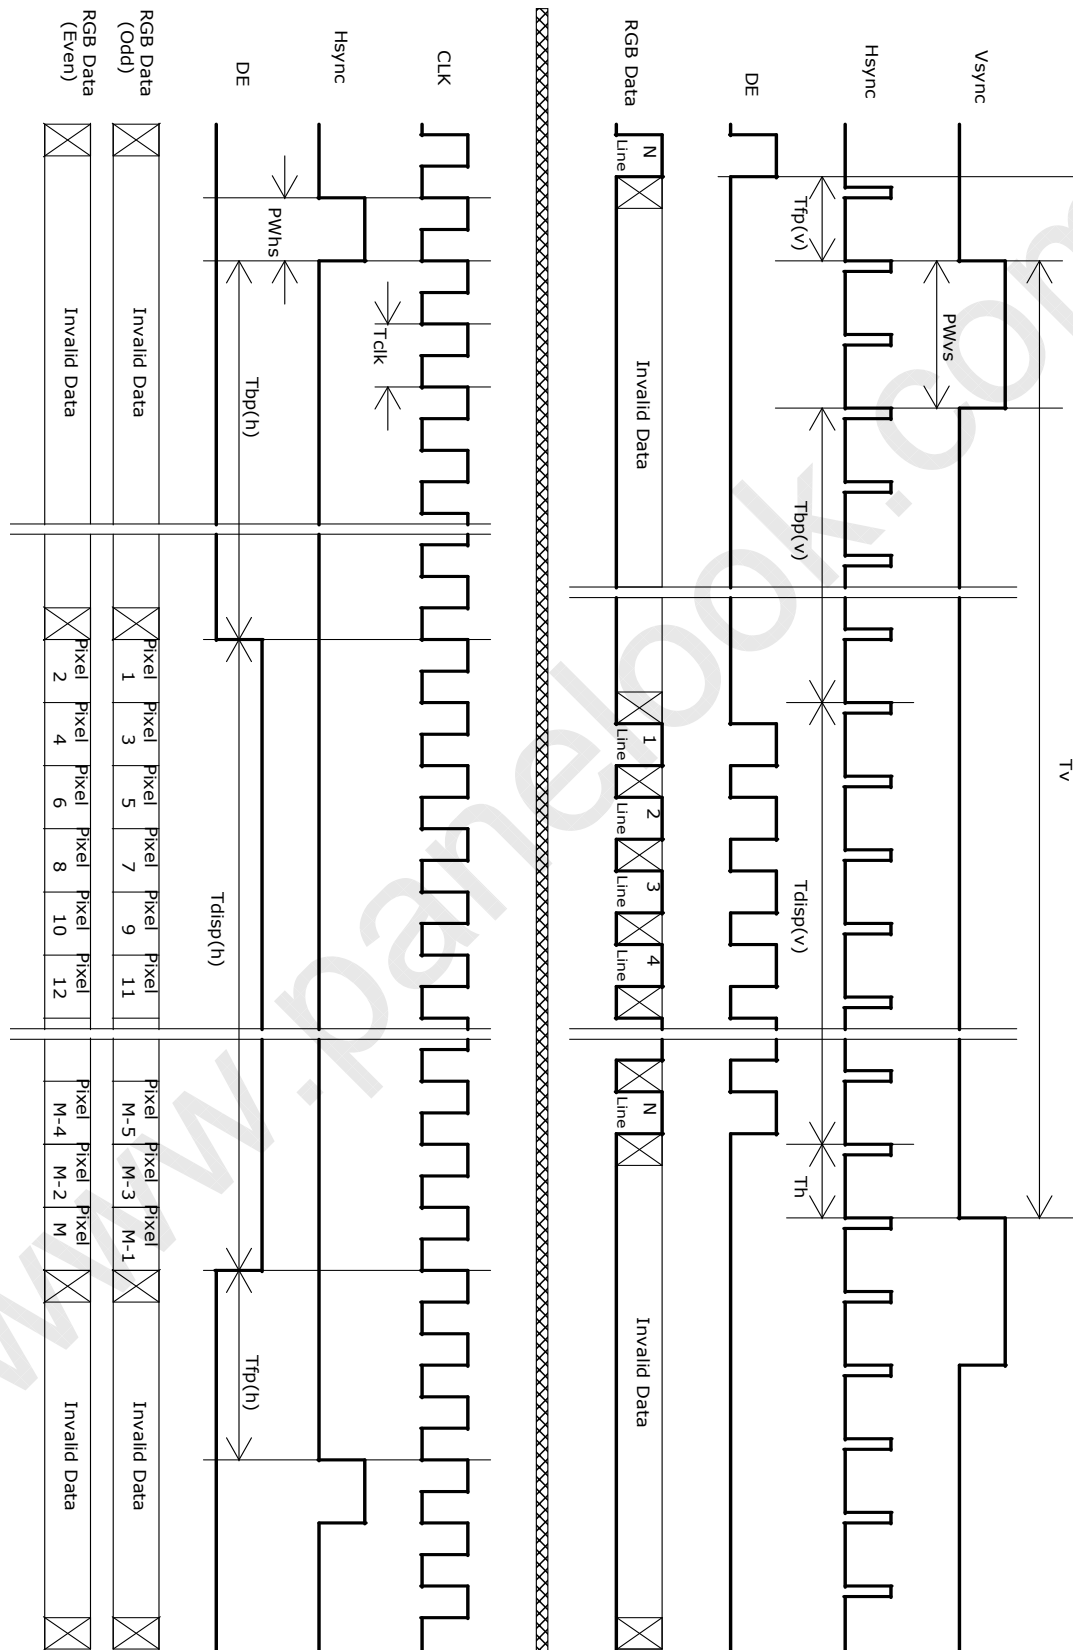 Vsync
Tv
PWvs
Hsync
Tfp(v)
Tbp(v)
Tdisp(v)
Th
DE
RGB Data
Line N
Invalid Data
Line 1
Line 2
Line 3
Line 4
Line N
Invalid Data
CLK
Tclk
Hsync
PWhs
DE
Tbp(h)
Tdisp(h)
Tfp(h)
RGB Data
(Odd)
Invalid Data
Pixel 1
Pixel 3
Pixel 5
Pixel 7
Pixel 9
Pixel 11
Pixel M-5
Pixel M-3
Pixel M-1
Invalid Data
RGB Data
(Even)
Invalid Data
Pixel 2
Pixel 4
Pixel 6
Pixel 8
Pixel 10
Pixel 12
Pixel M-4
Pixel M-2
Pixel M
Invalid Data
www.panelook.com